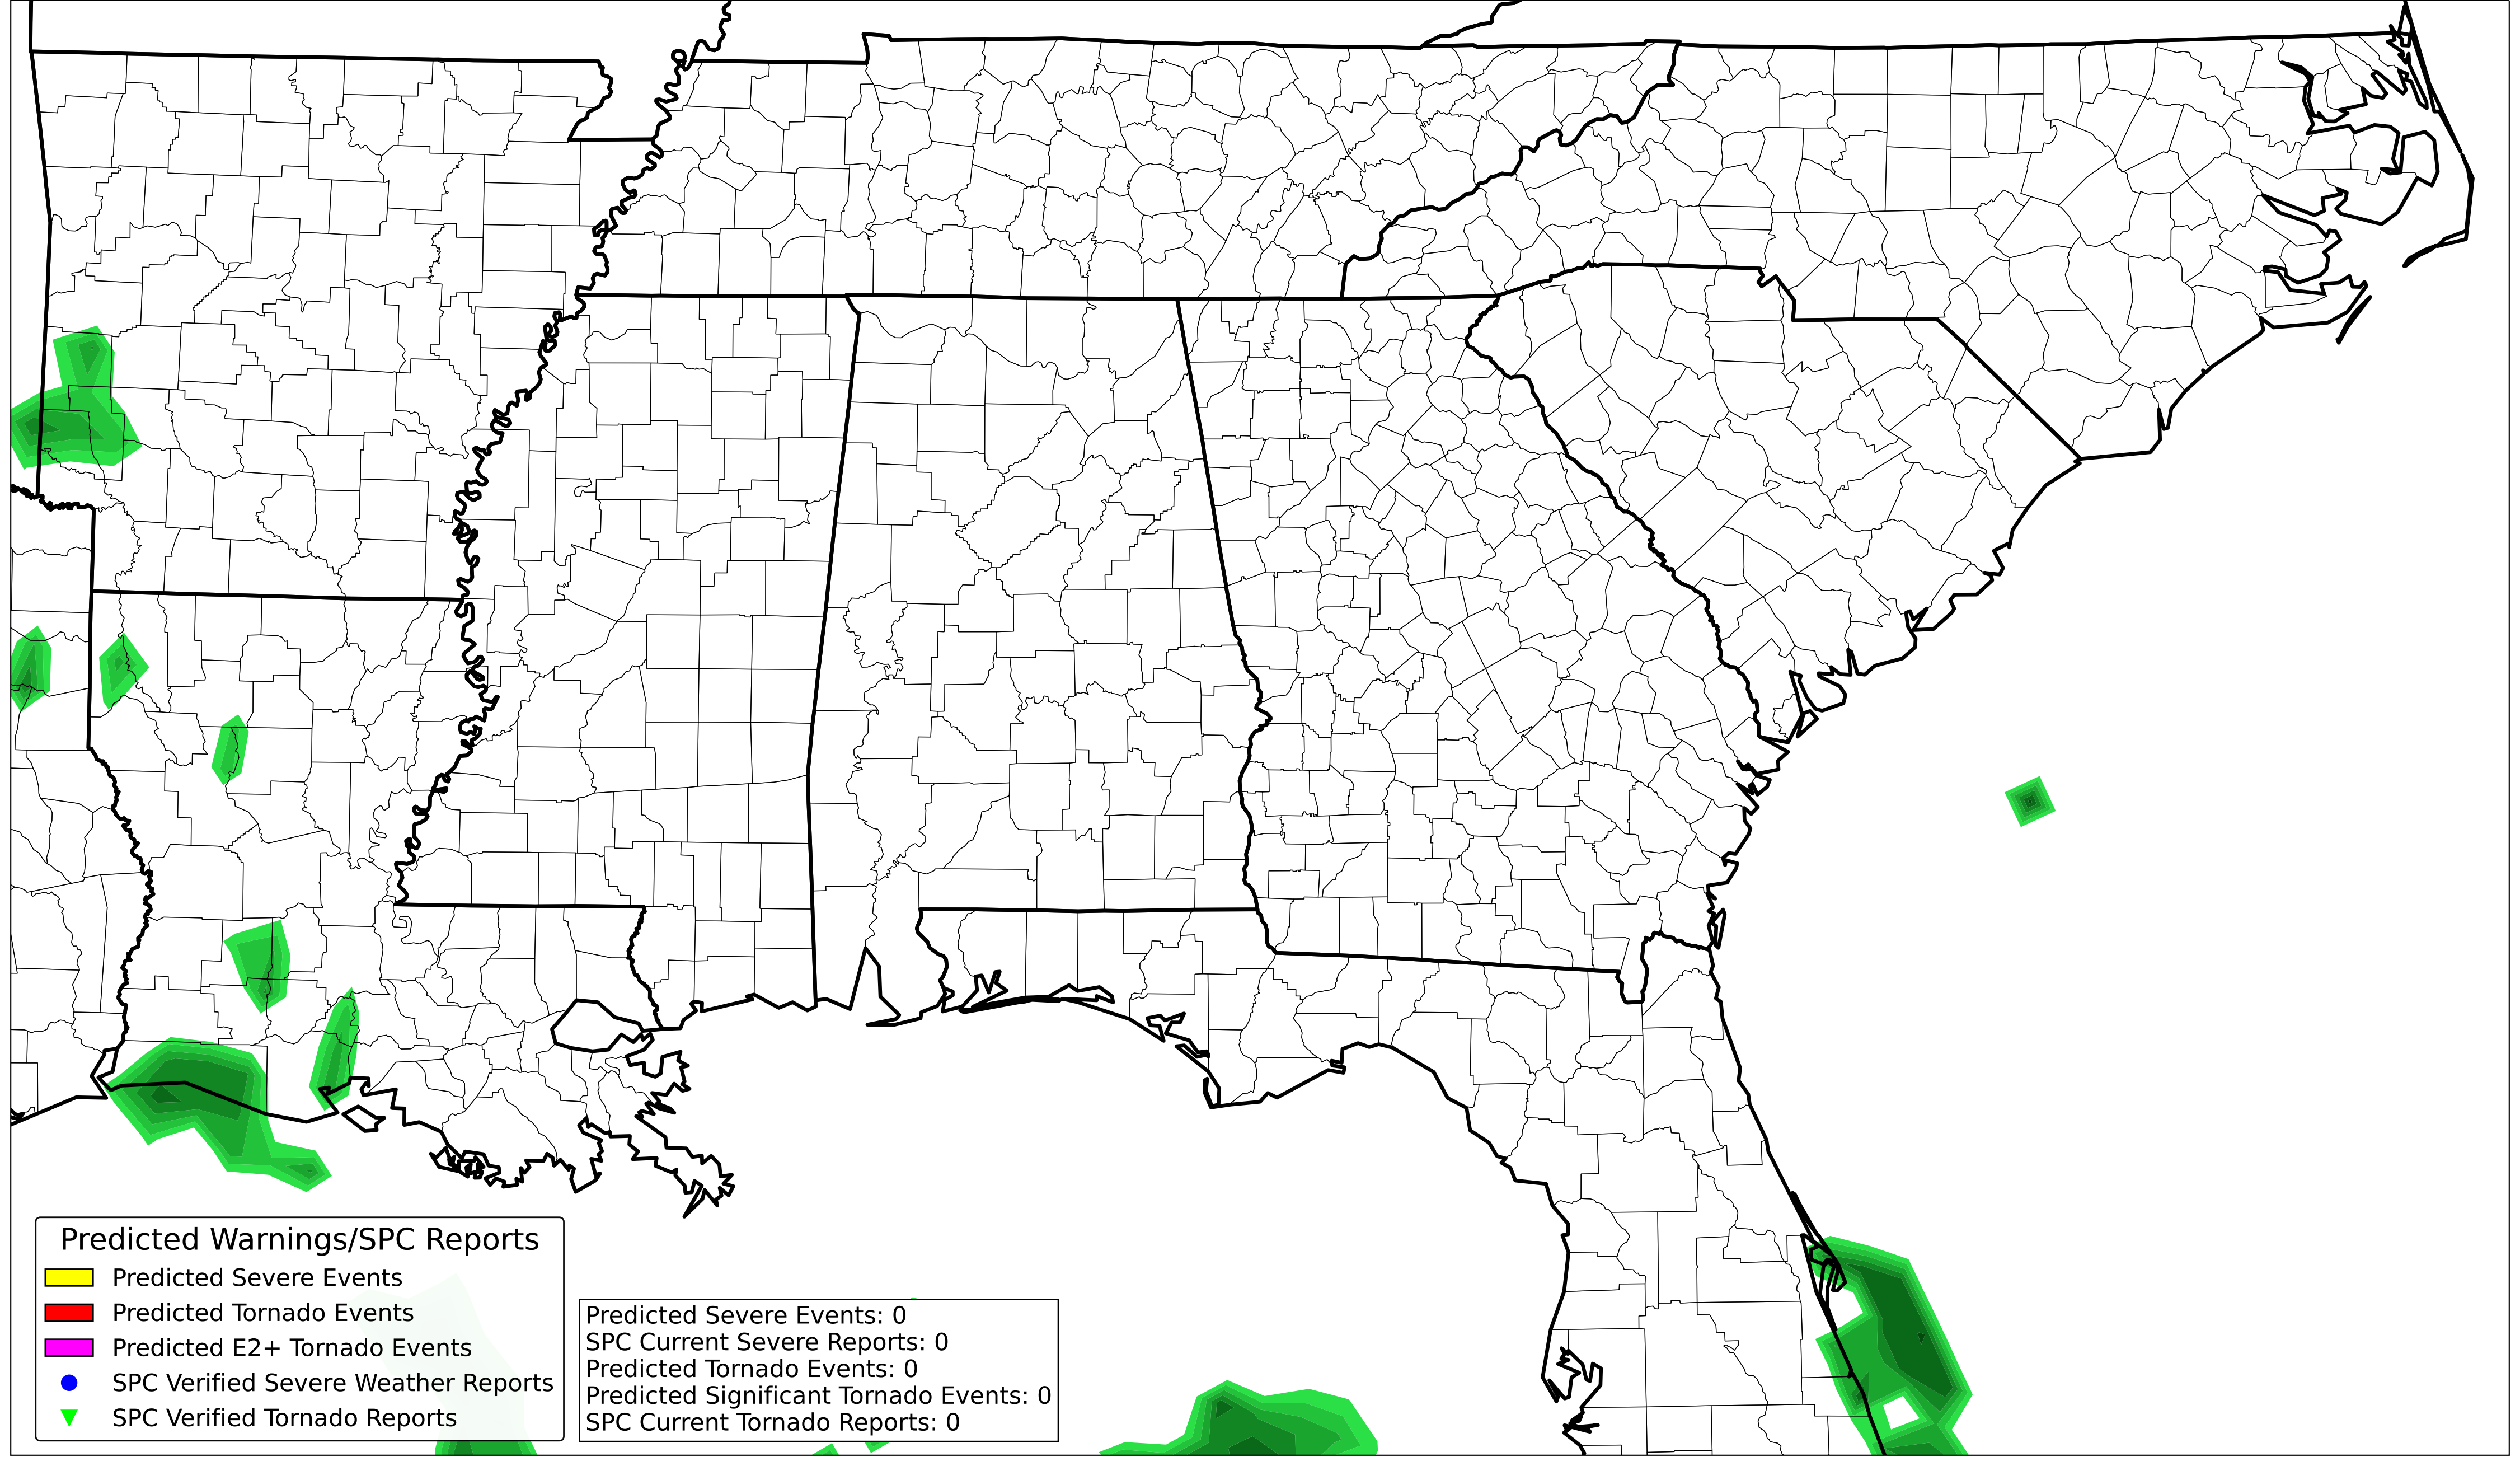 Predicted Warnings/SPC Reports
Predicted Severe Events
Predicted Tornado Events
Predicted E2+ Tornado Events
SPC Verified Severe Weather Reports
SPC Verified Tornado Reports
Predicted Severe Events: 0
SPC Current Severe Reports: 0
Predicted Tornado Events: 0
Predicted Significant Tornado Events: 0
SPC Current Tornado Reports: 0